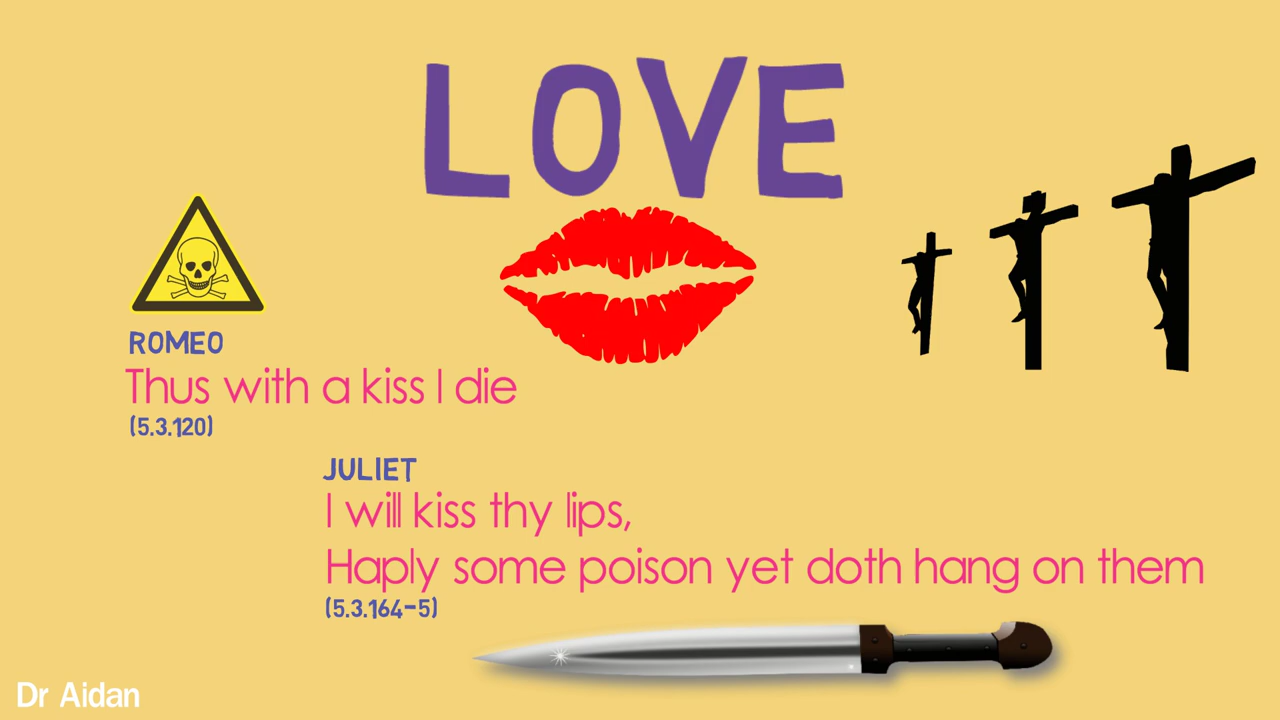 LOVE
ROMEO
Thus with a kiss I die
(5.3.120)
JULIET
I will kiss thy lips,
Haply some poison yet doth hang on them
(5.3.164-5)
Dr Aidan